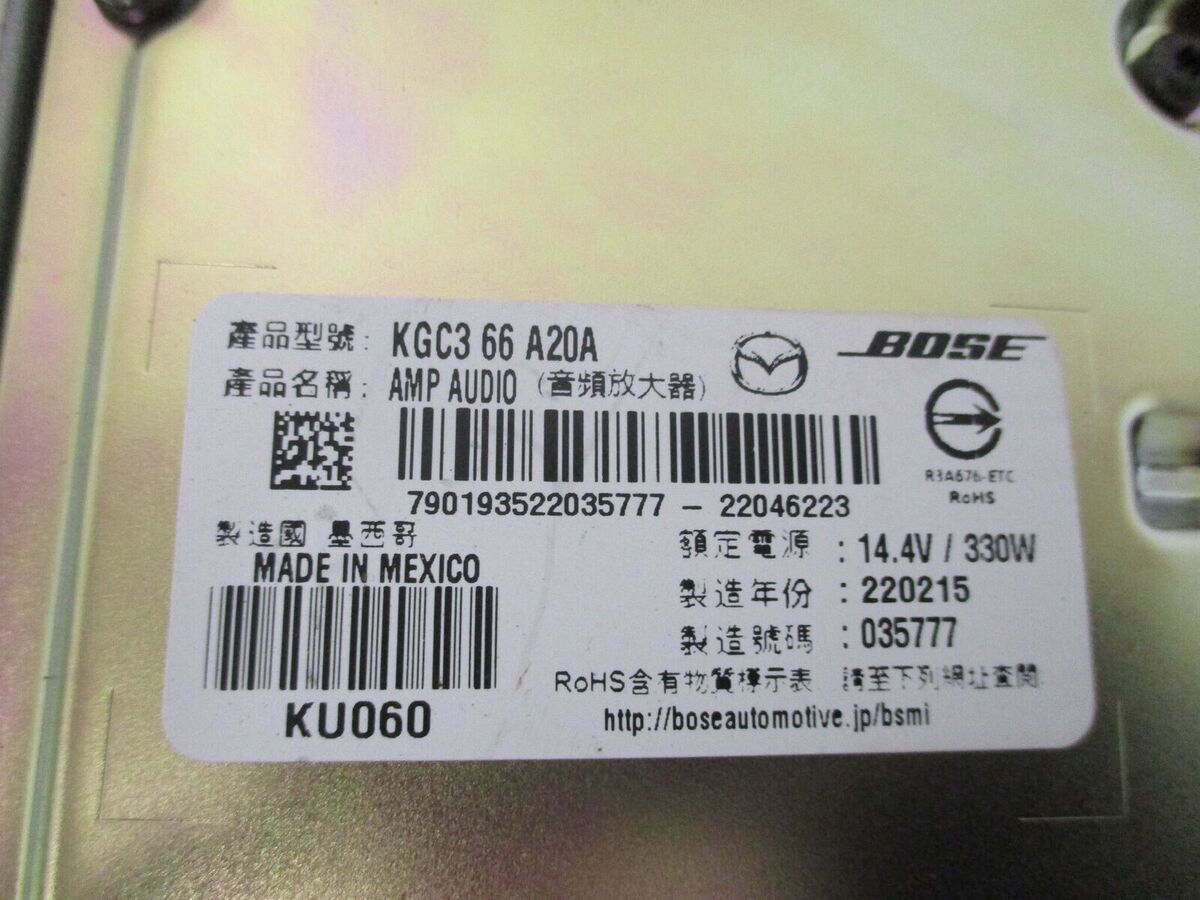 產品型號: KGC3 66 A20A
BOSE
產品名稱: AMP AUDIO (音頻放大器)
R3A676-ETC
RoHS
790193522035777 - 22046223
製造國 墨西哥
MADE IN MEXICO
KU060
額定電源 : 14.4V / 330W
製造年份 : 220215
製造號碼 : 035777
RoHS含有物質標示表 請至下列網址查閱
http://boseautomotive.jp/bsmi